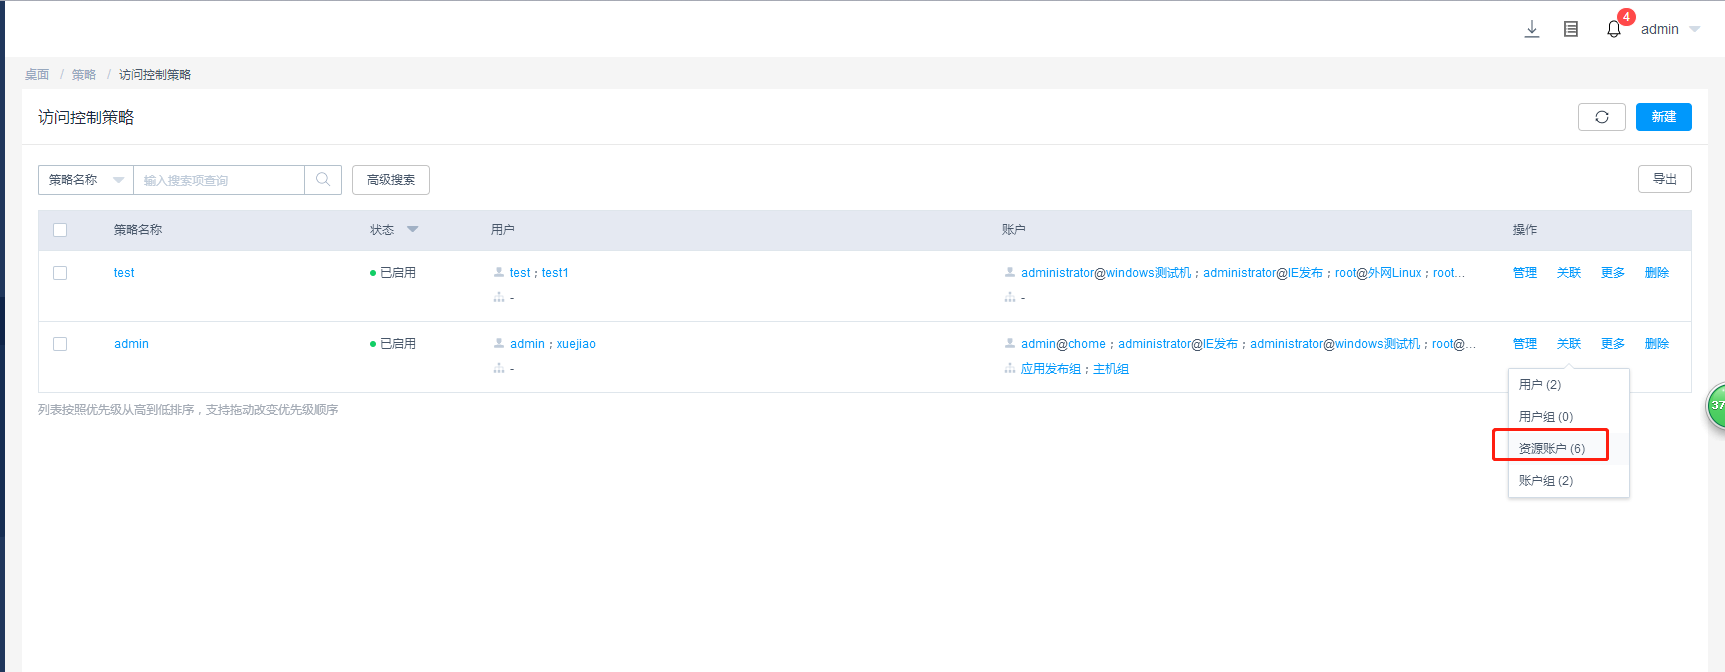 4
admin
桌面 / 策略 / 访问控制策略
访问控制策略
新建
策略名称 输入搜索项查询 高级搜索 导出
策略名称 状态 用户 账户 操作
test 已启用 test；test1 administrator@windows测试机；administrator@IE发布；root@外网Linux；root... 管理 关联 更多 删除
- -
admin 已启用 admin；xuejiao admin@chome；administrator@IE发布；administrator@windows测试机；root@... 管理 关联 更多 删除
- 应用发布组；主机组
用户 (2)
列表按照优先级从高到低排序，支持拖动改变优先级顺序
用户组 (0)
资源账户 (6)
账户组 (2)
37